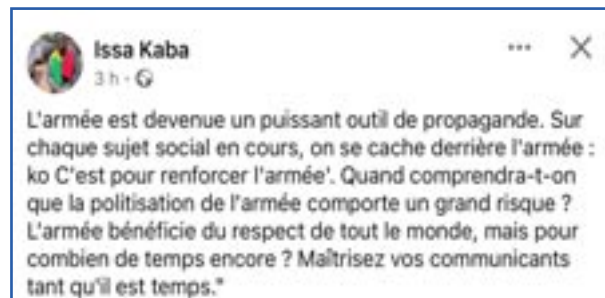 Issa Kaba
3 h ·
L'armée est devenue un puissant outil de propagande. Sur
chaque sujet social en cours, on se cache derrière l'armée :
ko C'est pour renforcer l'armée'. Quand comprendra-t-on
que la politisation de l'armée comporte un grand risque ?
L'armée bénéficie du respect de tout le monde, mais pour
combien de temps encore ? Maîtrisez vos communicants
tant qu'il est temps."